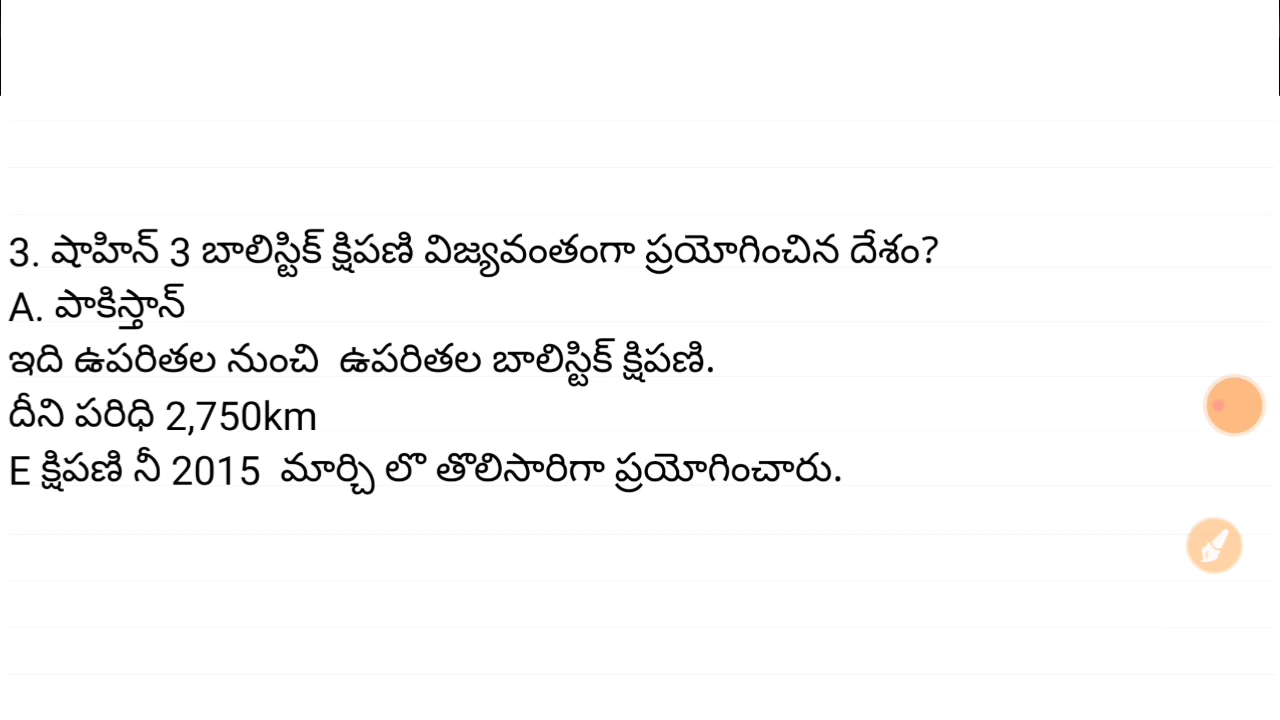 3. షాహిన్ 3 బాలిస్టిక్ క్షిపణి విజ్యవంతంగా ప్రయోగించిన దేశం?
A. పాకిస్తాన్
ఇది ఉపరితల నుంచి  ఉపరితల బాలిస్టిక్ క్షిపణి.
దీని పరిధి 2,750km
E క్షిపణి నీ 2015  మార్చి లొ తొలిసారిగా ప్రయోగించారు.